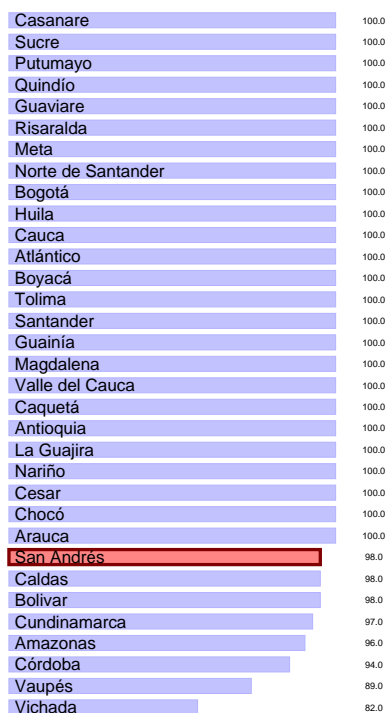 Casanare 100.0
Sucre 100.0
Putumayo 100.0
Quindío 100.0
Guaviare 100.0
Risaralda 100.0
Meta 100.0
Norte de Santander 100.0
Bogotá 100.0
Huila 100.0
Cauca 100.0
Atlántico 100.0
Boyacá 100.0
Tolima 100.0
Santander 100.0
Guainía 100.0
Magdalena 100.0
Valle del Cauca 100.0
Caquetá 100.0
Antioquia 100.0
La Guajira 100.0
Nariño 100.0
Cesar 100.0
Chocó 100.0
Arauca 100.0
San Andrés 98.0
Caldas 98.0
Bolivar 98.0
Cundinamarca 97.0
Amazonas 96.0
Córdoba 94.0
Vaupés 89.0
Vichada 82.0